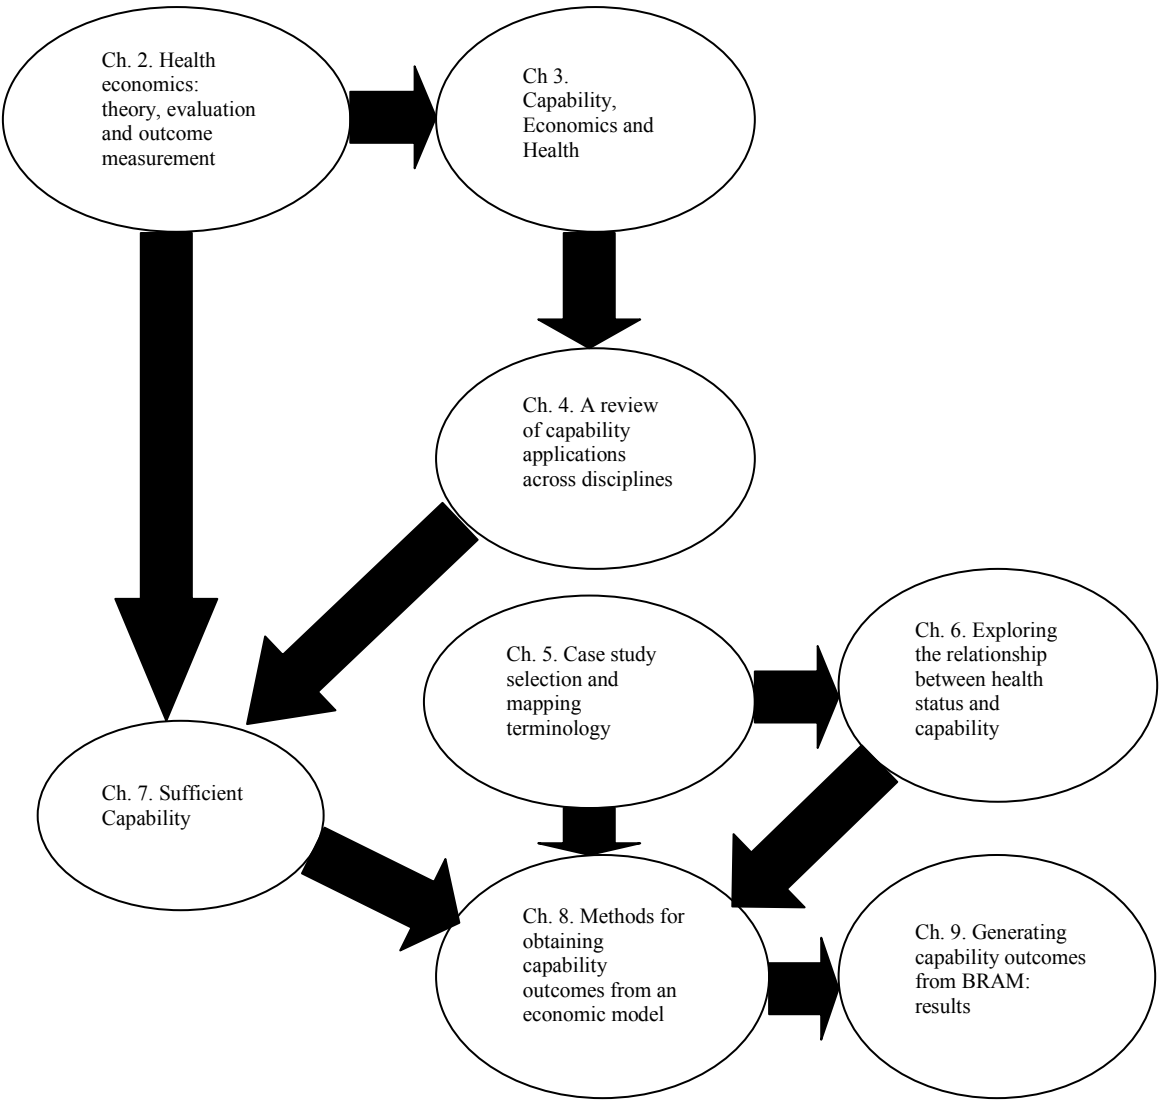 Ch. 2. Health
economics:
theory, evaluation
and outcome
measurement
Ch 3.
Capability,
Economics and
Health
Ch. 4. A review
of capability
applications
across disciplines
Ch. 5. Case study
selection and
mapping
terminology
Ch. 6. Exploring
the relationship
between health
status and
capability
Ch. 7. Sufficient
Capability
Ch. 8. Methods for
obtaining
capability
outcomes from an
economic model
Ch. 9. Generating
capability outcomes
from BRAM:
results